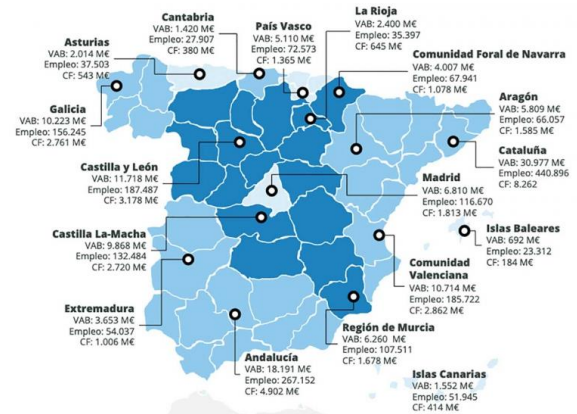 Cantabria
VAB: 1.420 M€
Empleo: 27.907
CF: 380 M€
País Vasco
VAB: 5.110 M€
Empleo: 72.573
CF: 1.365 M€
La Rioja
VAB: 2.400 M€
Empleo: 35.397
CF: 645 M€
Asturias
VAB: 2.014 M€
Empleo: 37.503
CF: 543 M€
Comunidad Foral de Navarra
VAB: 4.007 M€
Empleo: 67.941
CF: 1.078 M€
Galicia
VAB: 10.223 M€
Empleo: 156.245
CF: 2.761 M€
Aragón
VAB: 5.809 M€
Empleo: 66.057
CF: 1.585 M€
Cataluña
VAB: 30.977 M€
Empleo: 440.896
CF: 8.262
Castilla y León
VAB: 11.718 M€
Empleo: 187.487
CF: 3.178 M€
Madrid
VAB: 6.810 M€
Empleo: 116.670
CF: 1.813 M€
Castilla La-Macha
VAB: 9.868 M€
Empleo: 132.484
CF: 2.720 M€
Islas Baleares
VAB: 692 M€
Empleo: 23.312
CF: 184 M€
Comunidad
Valenciana
VAB: 10.714 M€
Empleo: 185.722
CF: 2.862 M€
Extremadura
VAB: 3.653 M€
Empleo: 54.037
CF: 1.006 M€
Región de Murcia
VAB: 6.260 M€
Empleo: 107.511
CF: 1.678 M€
Andalucía
VAB: 18.191 M€
Empleo: 267.152
CF: 4.902 M€
Islas Canarias
VAB: 1.552 M€
Empleo: 51.945
CF: 414 M€